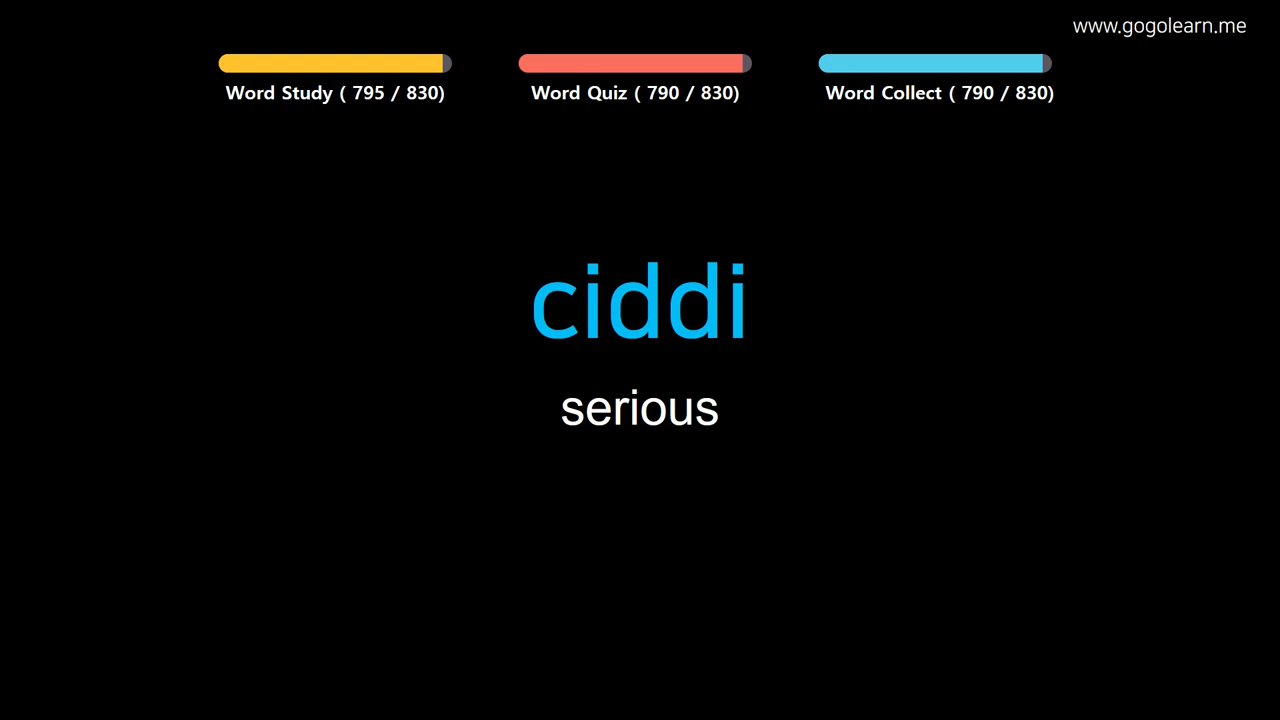 www.gogolearn.me
Word Study ( 795 / 830)
Word Quiz ( 790 / 830)
Word Collect ( 790 / 830)
ciddi
serious